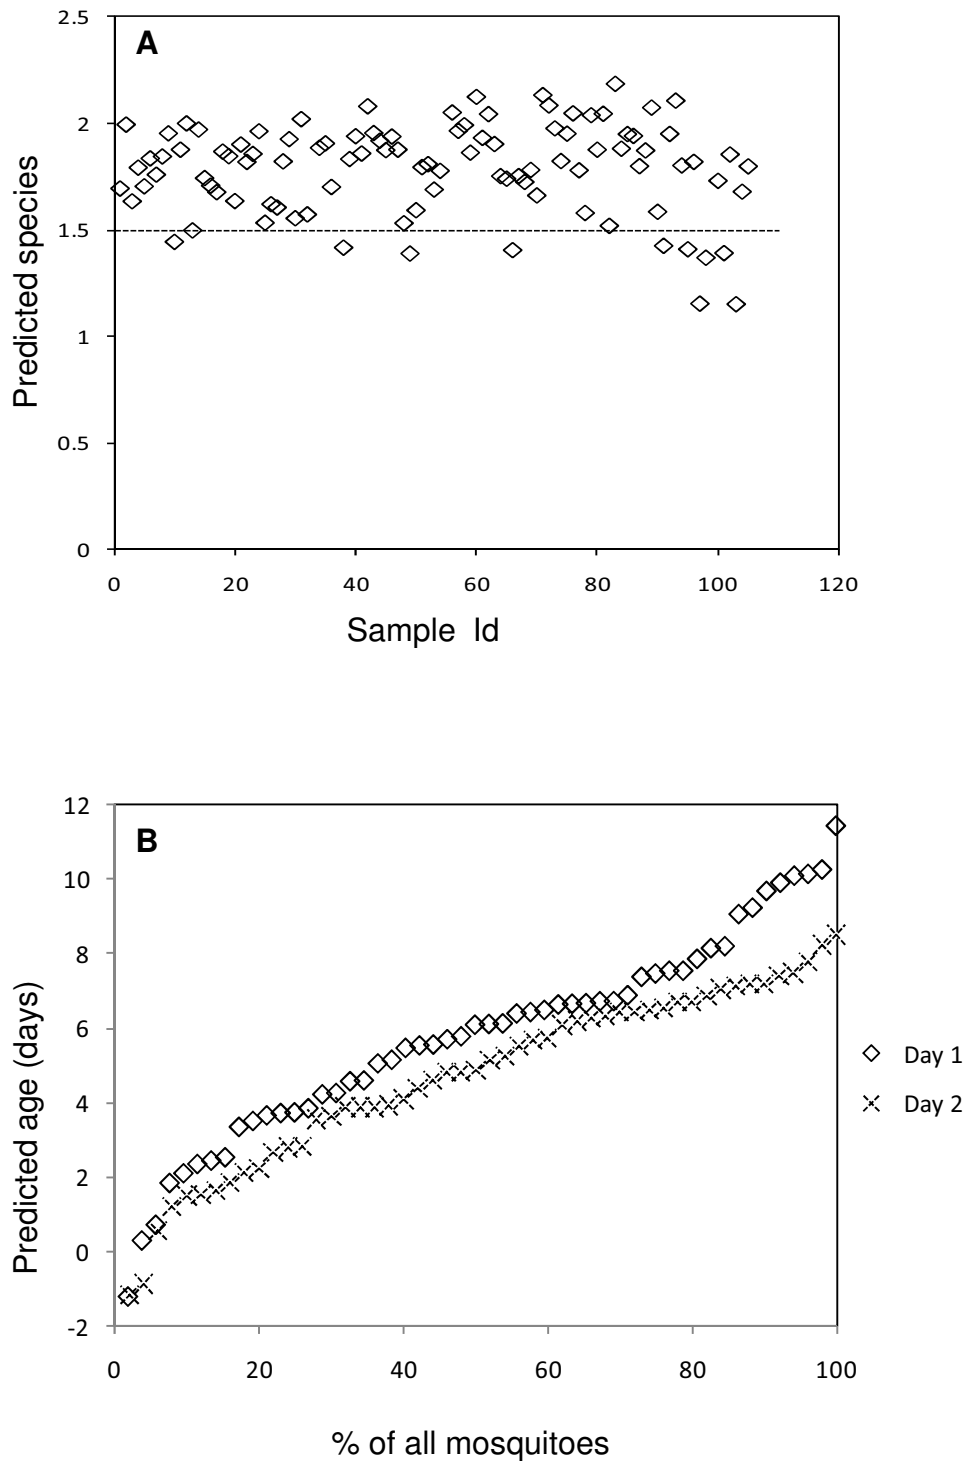 A
2.5
2
1.5
1
0.5
0
Predicted species
0 20 40 60 80 100 120
Sample Id
B
12
10
8
6
4
2
0
-2
Predicted age (days)
Day 1
Day 2
0 20 40 60 80 100
% of all mosquitoes